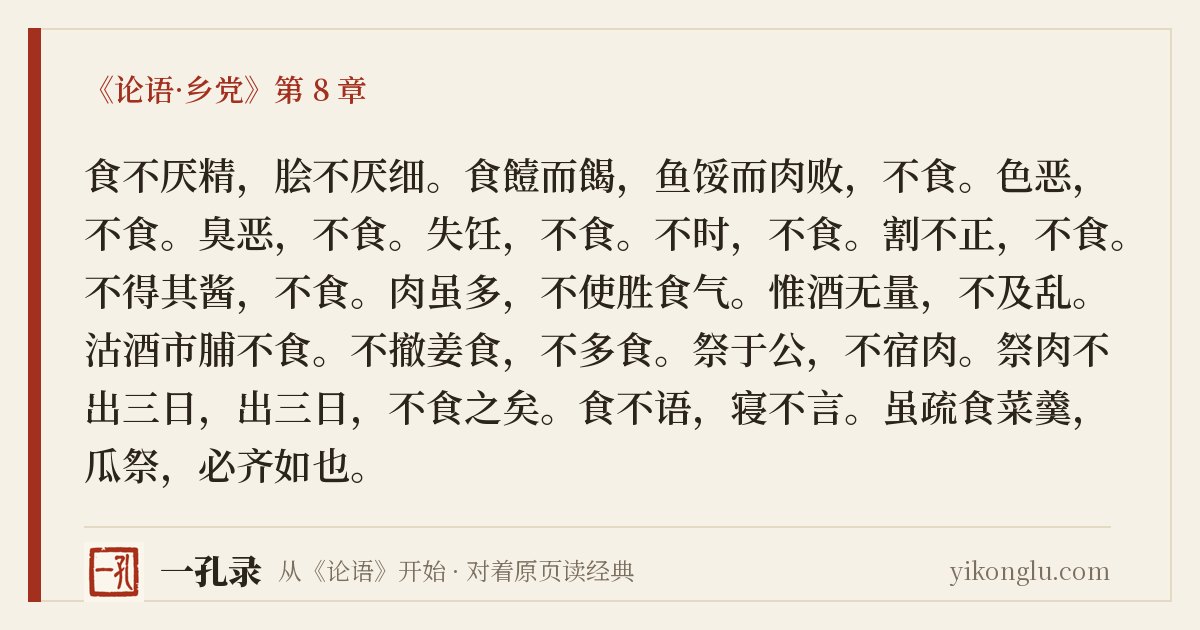 《论语·乡党》第 8 章
食不厌精，脍不厌细。食饐而餲，鱼馁而肉败，不食。色恶，
不食。臭恶，不食。失饪，不食。不时，不食。割不正，不食。
不得其酱，不食。肉虽多，不使胜食气。惟酒无量，不及乱。
沽酒市脯不食。不撤姜食，不多食。祭于公，不宿肉。祭肉不
出三日，出三日，不食之矣。食不语，寝不言。虽疏食菜羹，
瓜祭，必齐如也。
一孔
一孔录 从《论语》开始 · 对着原页读经典 yikonglu.com